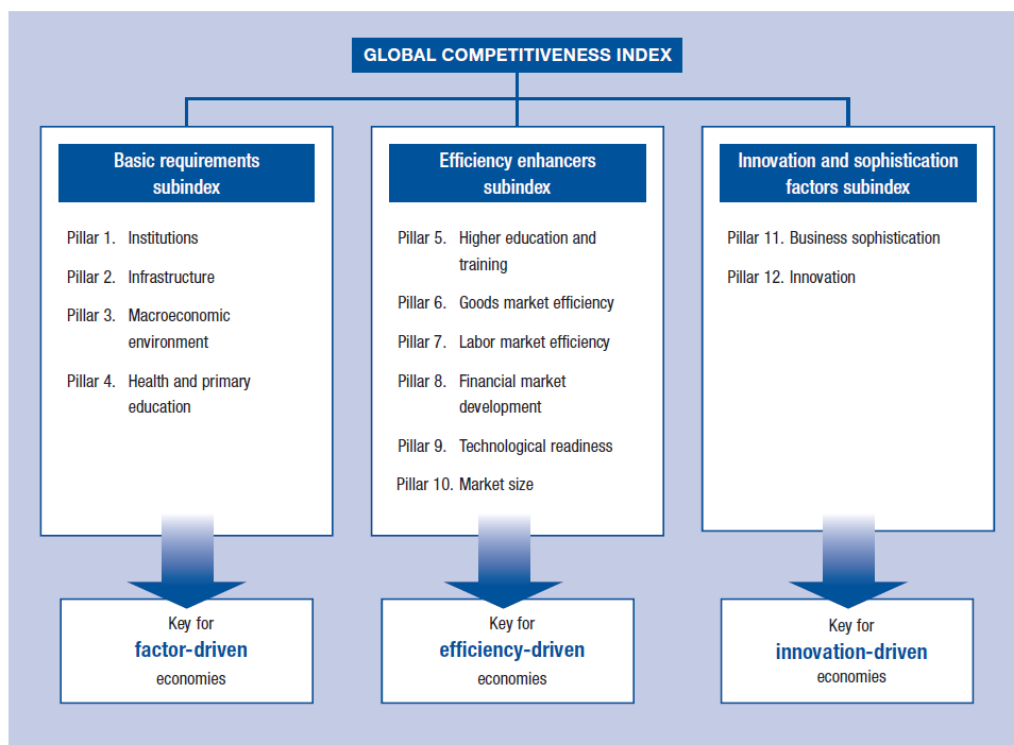 GLOBAL COMPETITIVENESS INDEX
Basic requirements
subindex
Pillar 1. Institutions
Pillar 2. Infrastructure
Pillar 3. Macroeconomic
environment
Pillar 4. Health and primary
education
Key for
factor-driven
economies
Efficiency enhancers
subindex
Pillar 5. Higher education and
training
Pillar 6. Goods market efficiency
Pillar 7. Labor market efficiency
Pillar 8. Financial market
development
Pillar 9. Technological readiness
Pillar 10. Market size
Key for
efficiency-driven
economies
Innovation and sophistication
factors subindex
Pillar 11. Business sophistication
Pillar 12. Innovation
Key for
innovation-driven
economies